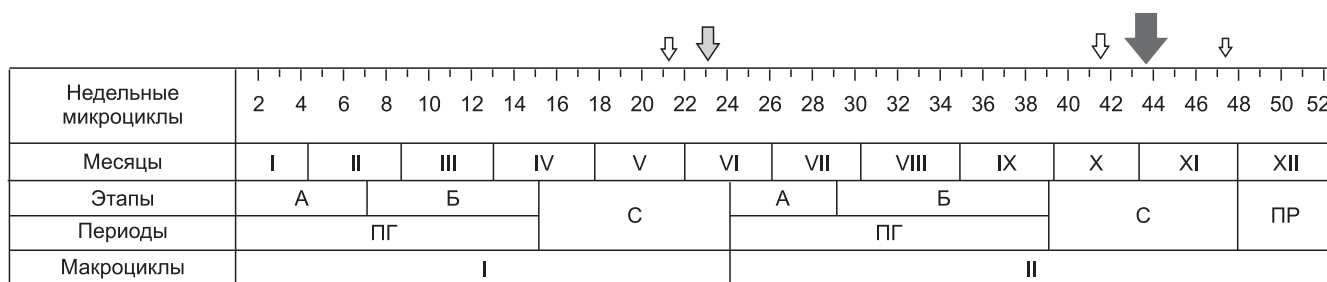 Недельные
микроциклы
2 4 6 8 10 12 14 16 18 20 22 24 26 28 30 32 34 36 38 40 42 44 46 48 50 52
Месяцы I II III IV V VI VII VIII IX X XI XII
Этапы А Б С А Б С ПР
Периоды ПГ ПГ
Макроциклы I II